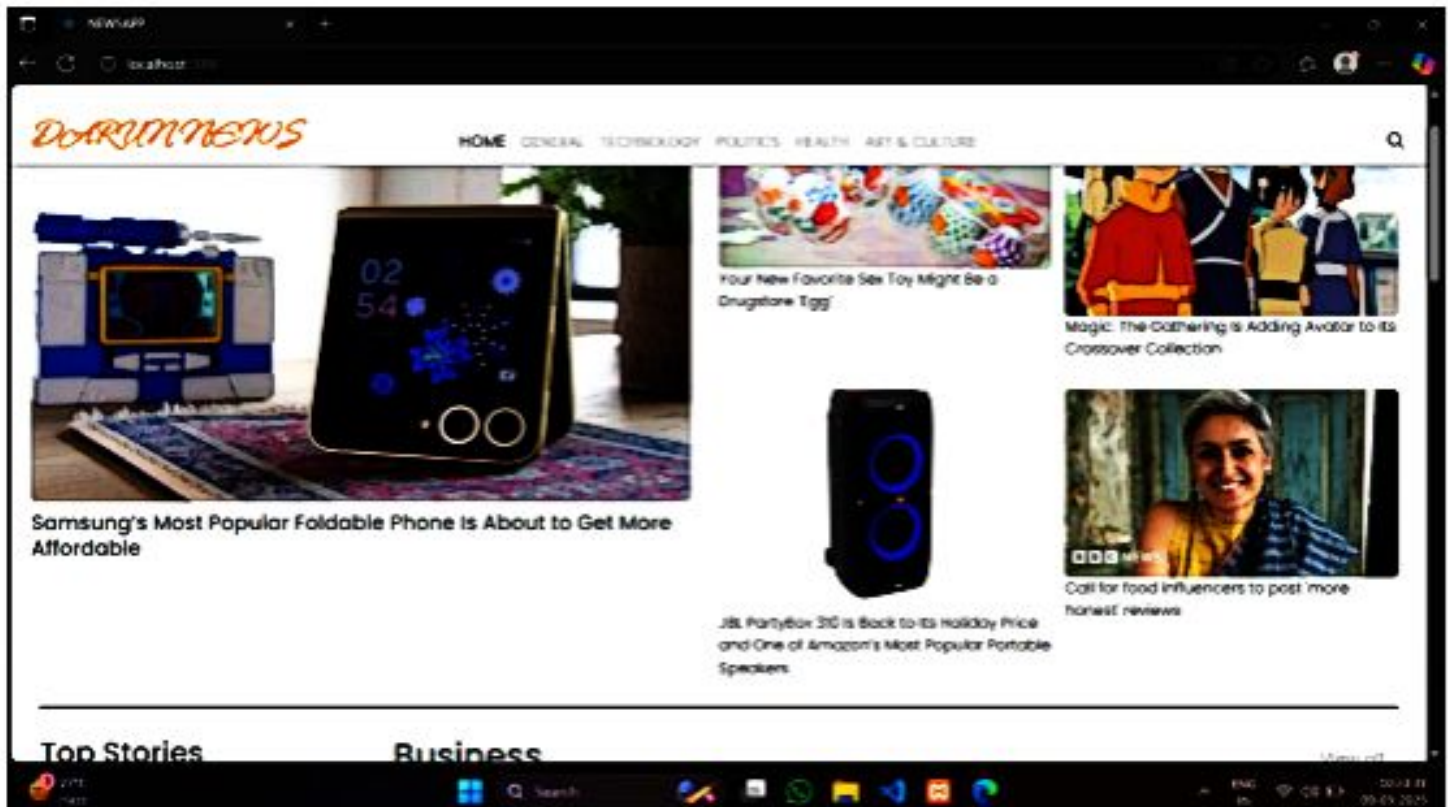 NEWSAPP
localhost
DARUN NEWS
HOME GENERAL TECHNOLOGY POLITICS HEALTH ART & CULTURE
02
54
Samsung's Most Popular Foldable Phone Is About to Get More
Affordable
Your New Favorite Sex Toy Might Be a
Drugstore 'Egg'
Magic: The Gathering Is Adding Avatar to Its
Crossover Collection
JBL PartyBox 310 Is Back to Its Holiday Price
and One of Amazon's Most Popular Portable
Speakers
BBC NEWS
Call for food influencers to post 'more
honest' reviews
Top Stories
Business
View all
Search
ENG